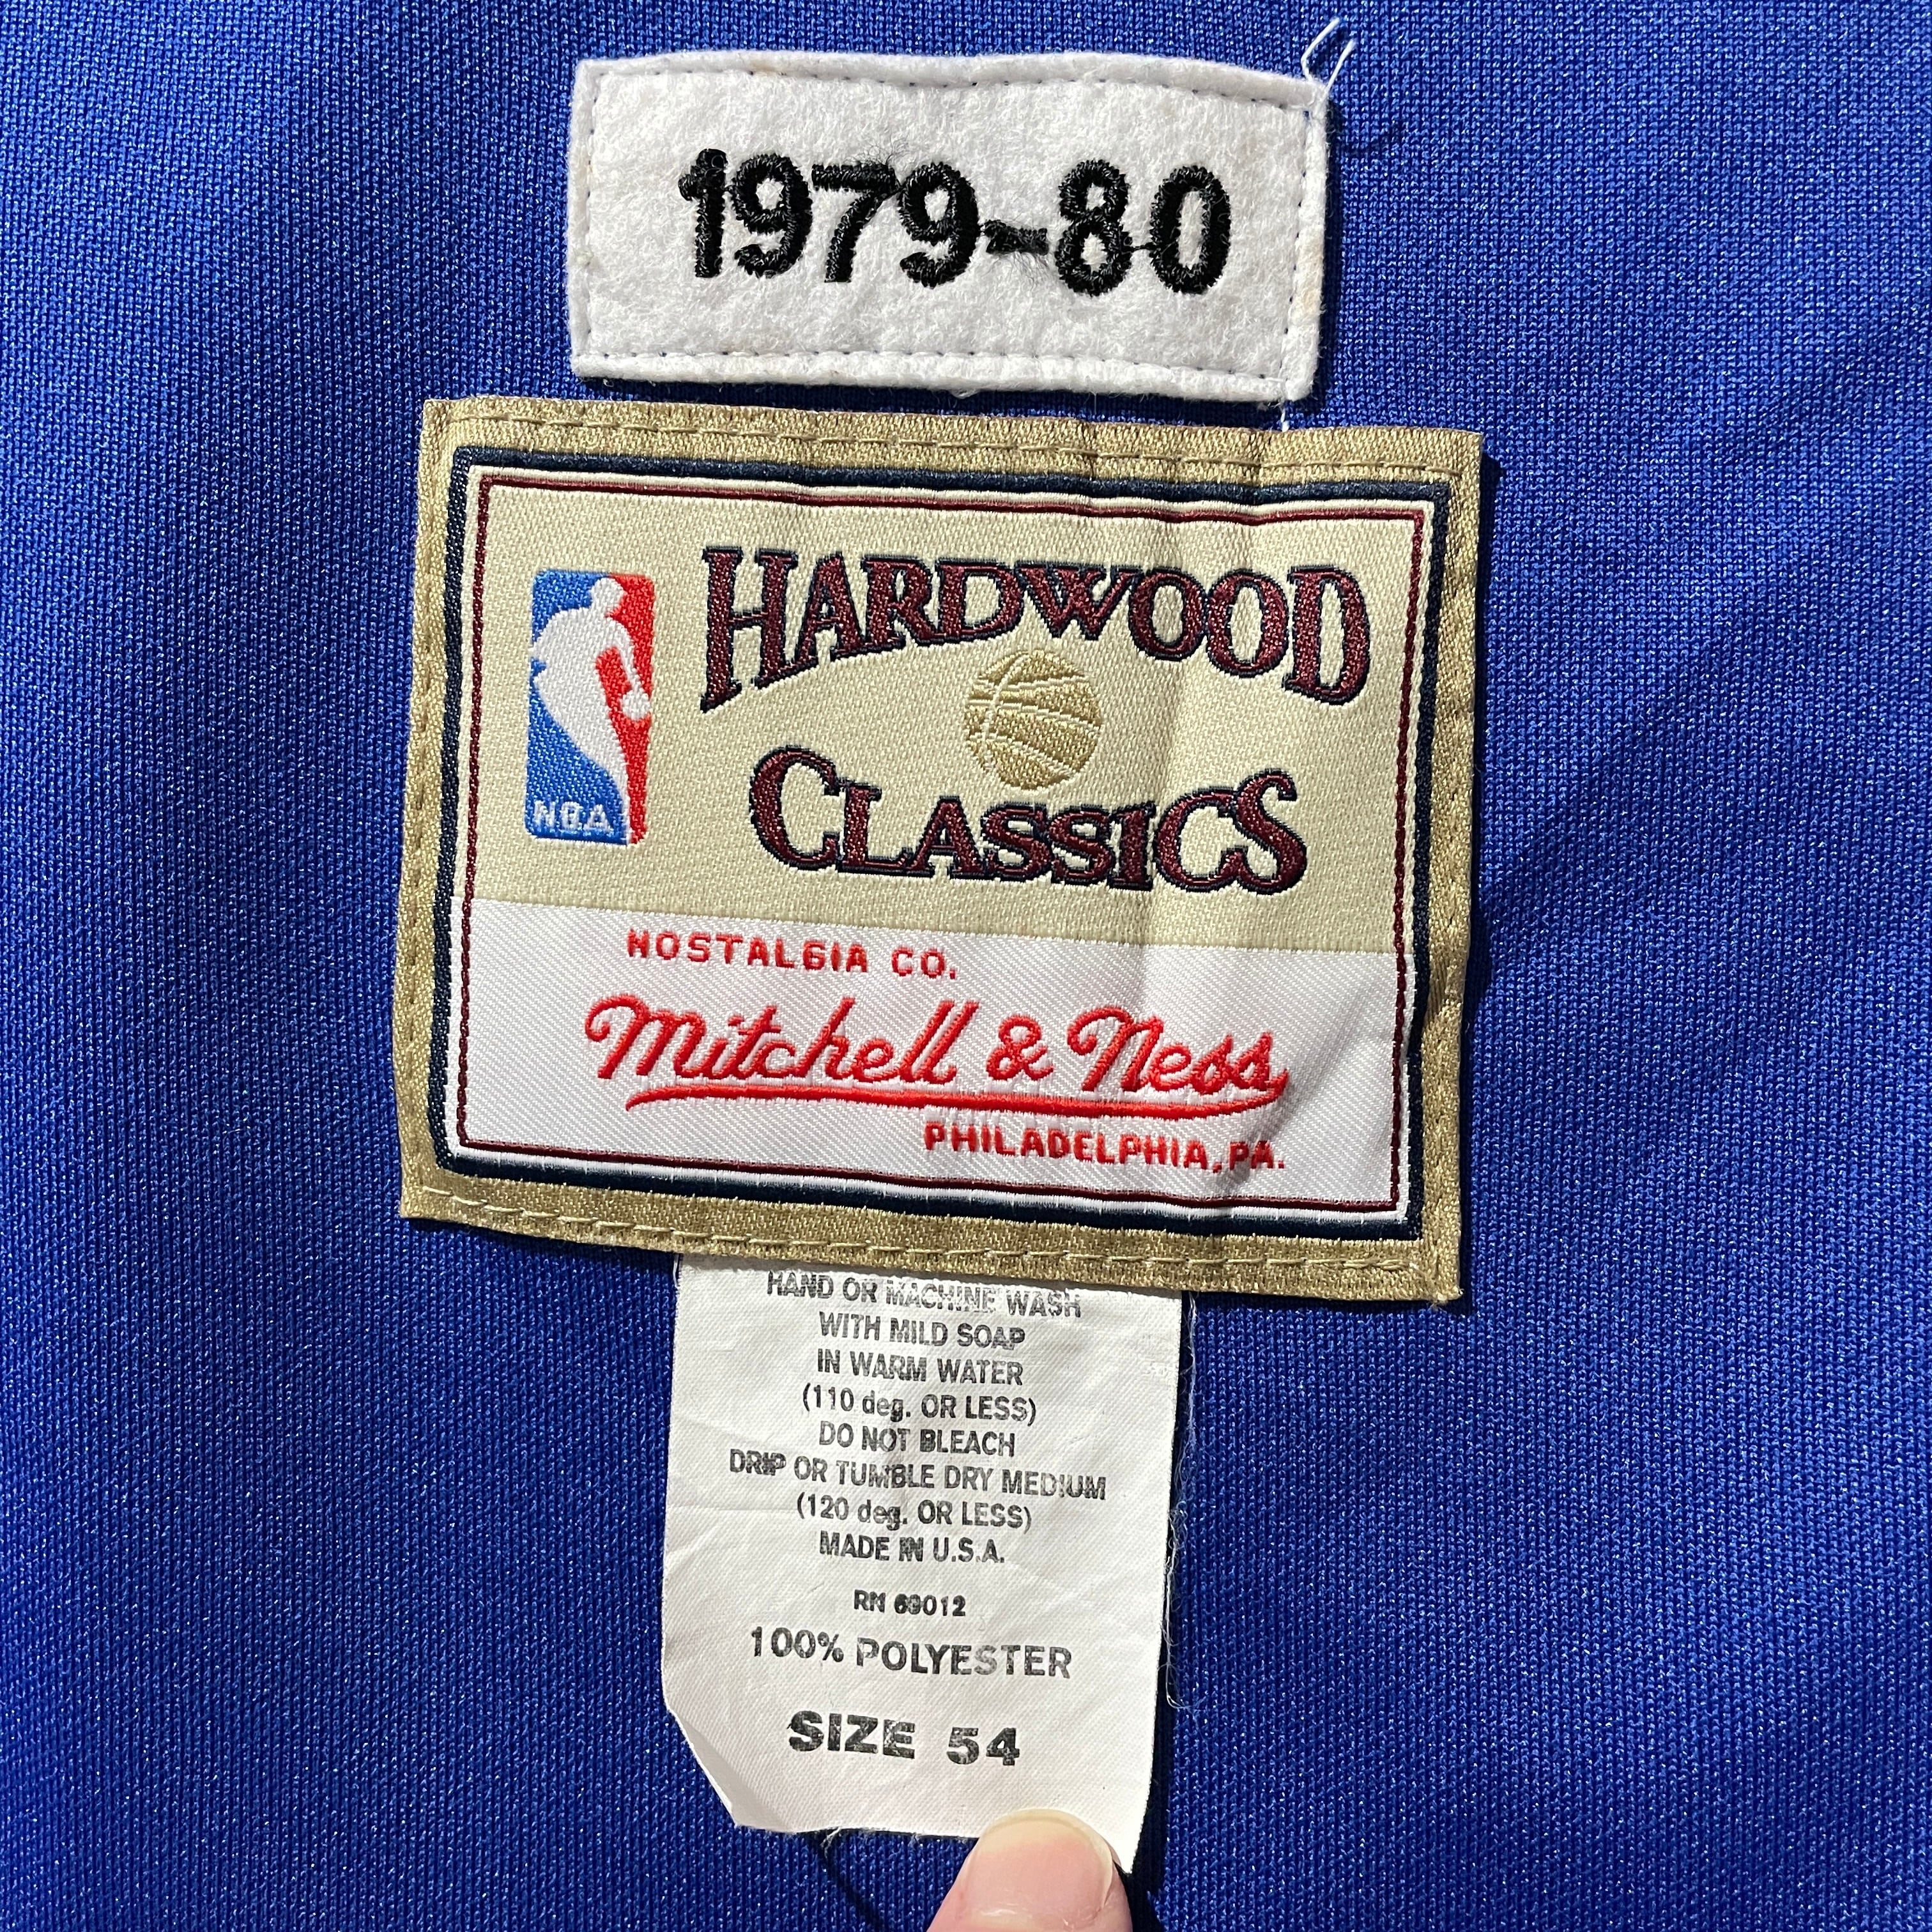 1979-80
HARDWOOD
CLASSICS
NBA
NOSTALGIA CO.
Mitchell & Ness
PHILADELPHIA, PA.
HAND OR MACHINE WASH
WITH MILD SOAP
IN WARM WATER
(110 deg. OR LESS)
DO NOT BLEACH
DRIP OR TUMBLE DRY MEDIUM
(120 deg. OR LESS)
MADE IN U.S.A.
RN 69012
100% POLYESTER
SIZE 54